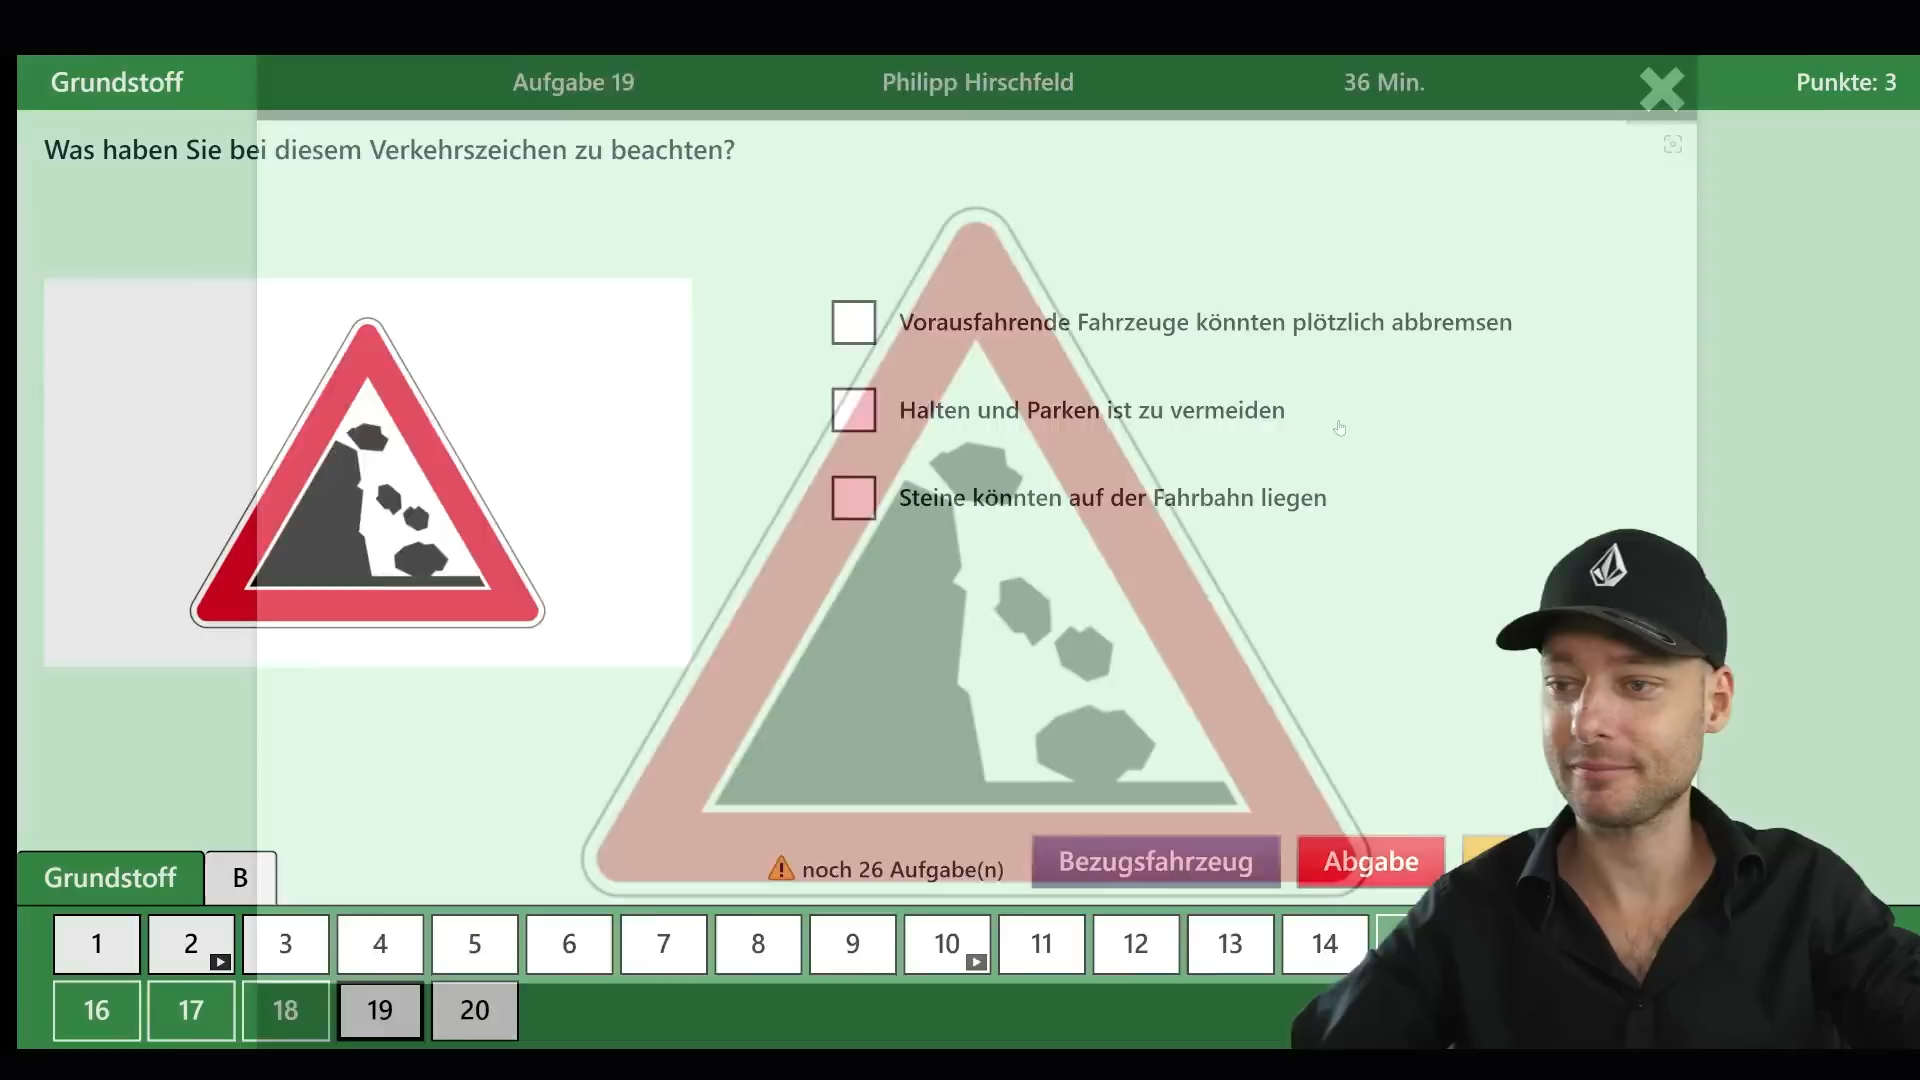 Grundstoff
Aufgabe 19
Philipp Hirschfeld
36 Min.
Punkte: 3
Was haben Sie bei diesem Verkehrszeichen zu beachten?
Vorausfahrende Fahrzeuge könnten plötzlich abbremsen
Halten und Parken ist zu vermeiden
Steine könnten auf der Fahrbahn liegen
noch 26 Aufgabe(n)
Bezugsfahrzeug
Abgabe
Grundstoff
B
1 2 3 4 5 6 7 8 9 10 11 12 13 14
16 17 18 19 20